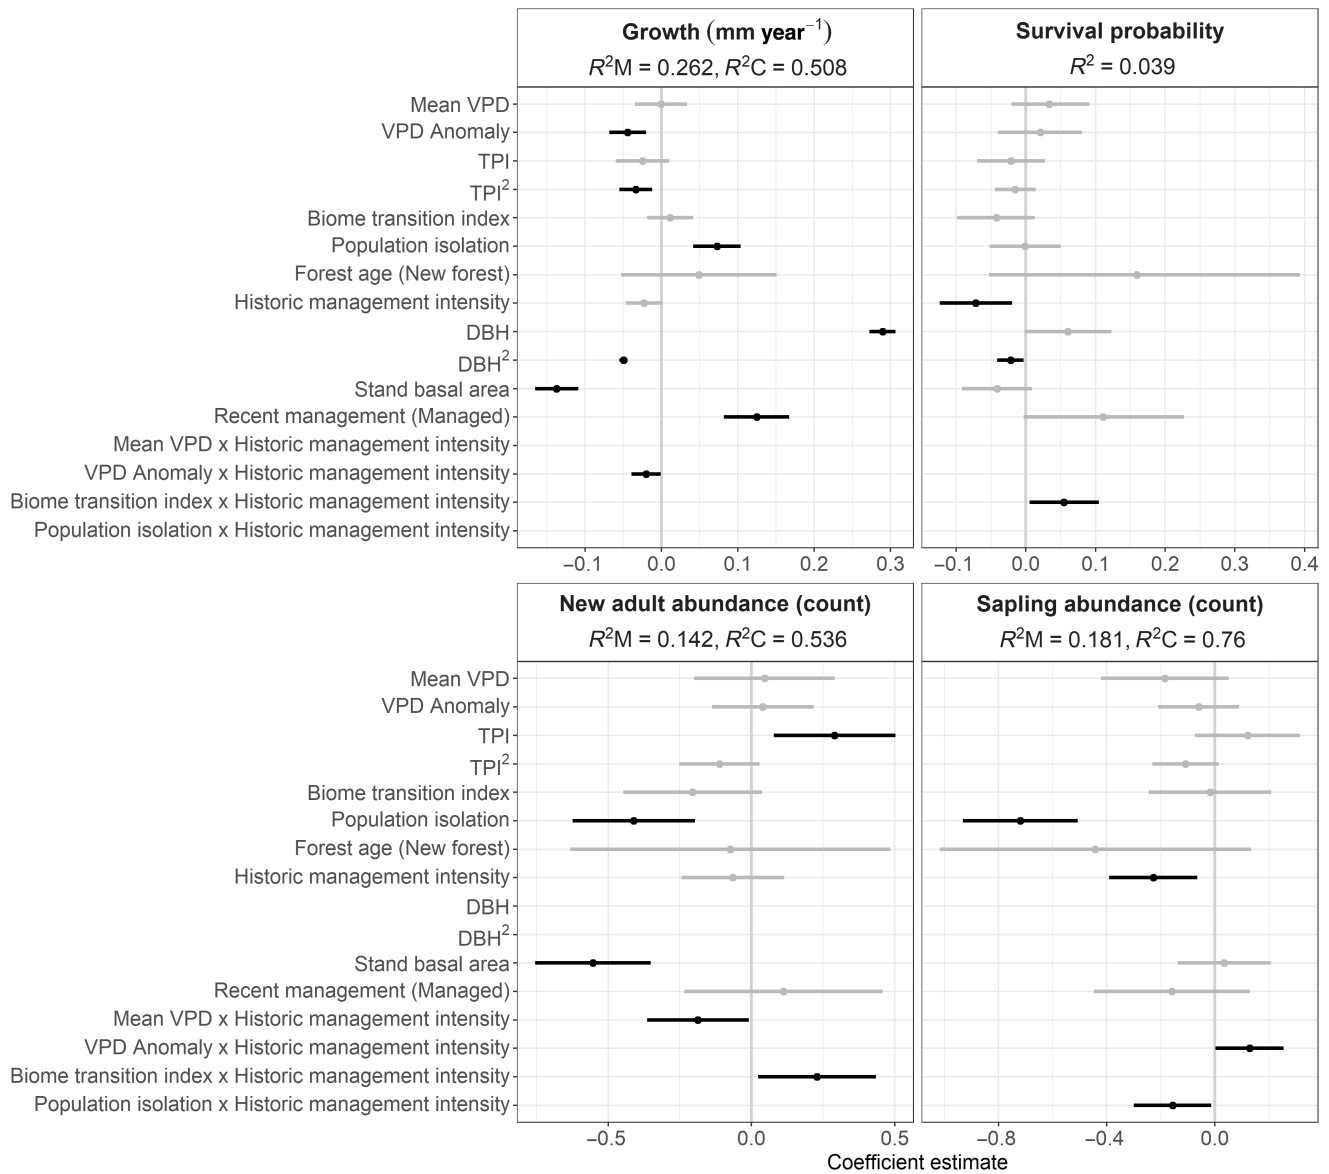 Growth (mm year⁻¹)
R²M = 0.262, R²C = 0.508
Survival probability
R² = 0.039
Mean VPD
VPD Anomaly
TPI
TPI²
Biome transition index
Population isolation
Forest age (New forest)
Historic management intensity
DBH
DBH²
Stand basal area
Recent management (Managed)
Mean VPD x Historic management intensity
VPD Anomaly x Historic management intensity
Biome transition index x Historic management intensity
Population isolation x Historic management intensity
−0.1 0.0 0.1 0.2 0.3
−0.1 0.0 0.1 0.2 0.3 0.4
New adult abundance (count)
R²M = 0.142, R²C = 0.536
Sapling abundance (count)
R²M = 0.181, R²C = 0.76
Mean VPD
VPD Anomaly
TPI
TPI²
Biome transition index
Population isolation
Forest age (New forest)
Historic management intensity
DBH
DBH²
Stand basal area
Recent management (Managed)
Mean VPD x Historic management intensity
VPD Anomaly x Historic management intensity
Biome transition index x Historic management intensity
Population isolation x Historic management intensity
−0.5 0.0 0.5
−0.8 −0.4 0.0
Coefficient estimate